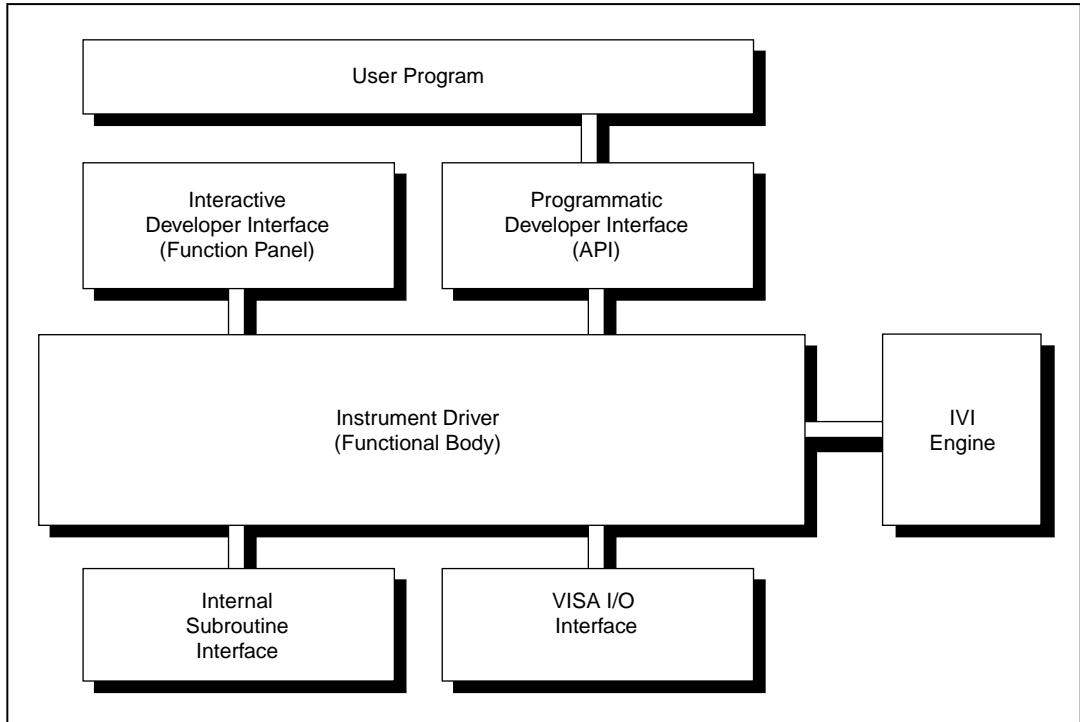 User Program
Interactive
Developer Interface
(Function Panel)
Programmatic
Developer Interface
(API)
Instrument Driver
(Functional Body)
IVI
Engine
Internal
Subroutine
Interface
VISA I/O
Interface